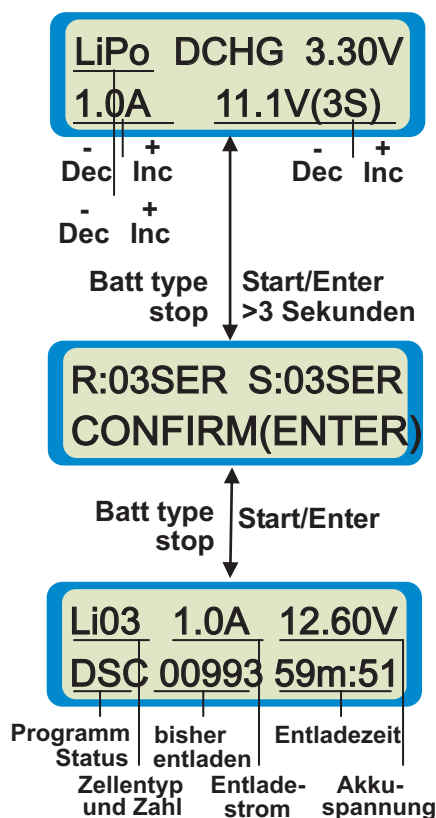 LiPo DCHG 3.30V
1.0A 11.1V(3S)
- + - +
Dec Inc Dec Inc
- +
Dec Inc
Batt type Start/Enter
stop >3 Sekunden
R:03SER S:03SER
CONFIRM(ENTER)
Batt type Start/Enter
stop
Li03 1.0A 12.60V
DSC 00993 59m:51
Programm bisher Entladezeit
Status entladen
Zellentyp Entlade- Akku-
und Zahl strom spannung